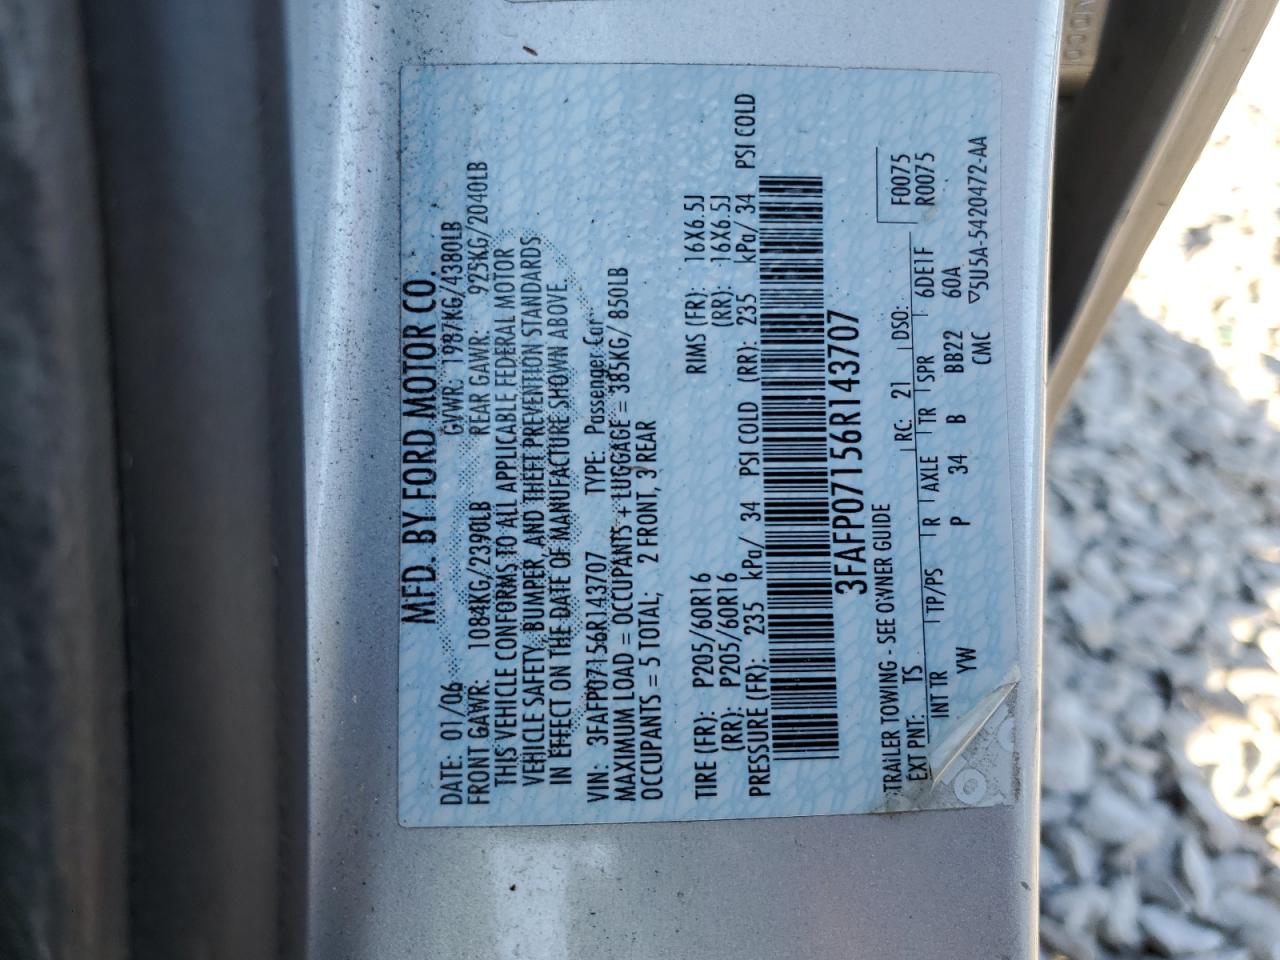 MFD. BY FORD MOTOR CO.
DATE: 01/06 GVWR: 1987KG/4380LB
FRONT GAWR: 1084KG/2390LB REAR GAWR: 925KG/2040LB
THIS VEHICLE CONFORMS TO ALL APPLICABLE FEDERAL MOTOR
VEHICLE SAFETY, BUMPER, AND THEFT PREVENTION STANDARDS
IN EFFECT ON THE DATE OF MANUFACTURE SHOWN ABOVE.
VIN: 3FAFP07156R143707 TYPE: Passenger Car
MAXIMUM LOAD = OCCUPANTS + LUGGAGE = 385KG/ 850LB
OCCUPANTS = 5 TOTAL; 2 FRONT, 3 REAR
TIRE (FR): P205/60R16 RIMS (FR): 16X6.5J
(RR): P205/60R16 (RR): 16X6.5J
PRESSURE (FR): 235 kPa/ 34 PSI COLD (RR): 235 kPa/ 34 PSI COLD
3FAFP07156R143707
TRAILER TOWING - SEE OWNER GUIDE F0075
EXT PNT: TS RC: 21 DSO: R0075
INT TR TP/PS R AXLE TR SPR 6DE1F
YW P 34 B BB22 60A
CMC ▽5U5A-5420472-AA